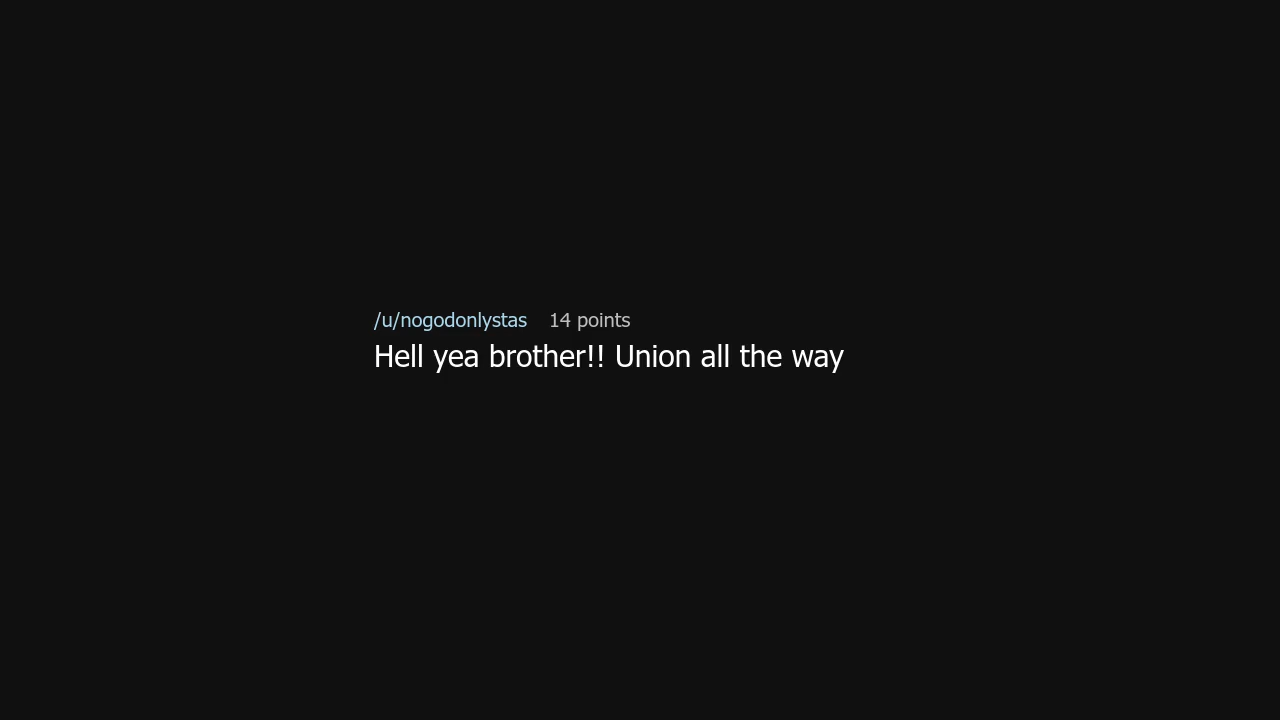 /u/nogodonlystas 14 points
Hell yea brother!! Union all the way